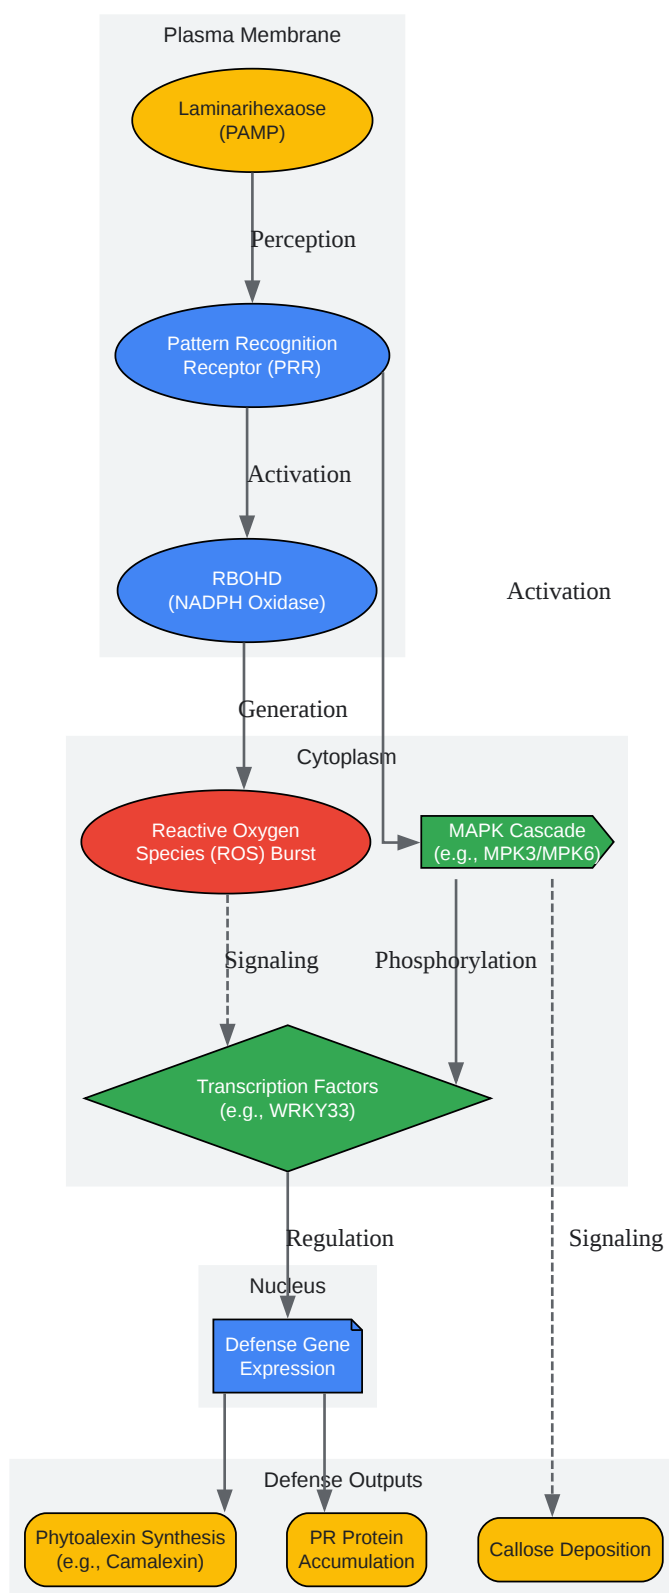 Plasma Membrane
Laminarihexaose
(PAMP)
Perception
Pattern Recognition
Receptor (PRR)
Activation
RBOHD
(NADPH Oxidase)
Activation
Generation
Cytoplasm
Reactive Oxygen
Species (ROS) Burst
MAPK Cascade
(e.g., MPK3/MPK6)
Signaling
Phosphorylation
Transcription Factors
(e.g., WRKY33)
Regulation
Signaling
Nucleus
Defense Gene
Expression
Defense Outputs
Phytoalexin Synthesis
(e.g., Camalexin)
PR Protein
Accumulation
Callose Deposition